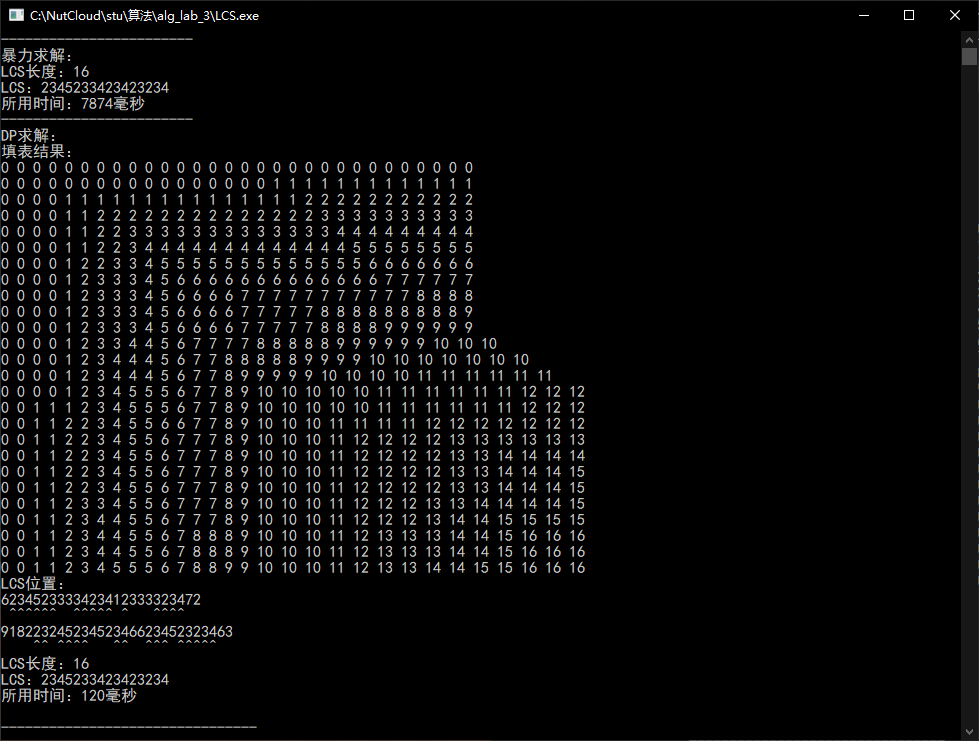 C:\NutCloud\stu\算法\alg_lab_3\LCS.exe
------------------------
暴力求解:
LCS长度: 16
LCS: 2345233423423234
所用时间: 7874毫秒
------------------------
DP求解:
填表结果:
0 0 0 0 0 0 0 0 0 0 0 0 0 0 0 0 0 0 0 0 0 0 0 0 0 0 0 0 0 0
0 0 0 0 0 0 0 0 0 0 0 0 0 0 0 0 0 1 1 1 1 1 1 1 1 1 1 1 1 1
0 0 0 0 1 1 1 1 1 1 1 1 1 1 1 1 1 1 1 2 2 2 2 2 2 2 2 2 2 2
0 0 0 0 1 1 2 2 2 2 2 2 2 2 2 2 2 2 2 2 3 3 3 3 3 3 3 3 3 3
0 0 0 0 1 1 2 2 3 3 3 3 3 3 3 3 3 3 3 3 3 4 4 4 4 4 4 4 4 4
0 0 0 0 1 1 2 2 3 4 4 4 4 4 4 4 4 4 4 4 4 4 5 5 5 5 5 5 5 5
0 0 0 0 1 2 2 3 3 4 5 5 5 5 5 5 5 5 5 5 5 5 5 6 6 6 6 6 6 6
0 0 0 0 1 2 3 3 3 4 5 6 6 6 6 6 6 6 6 6 6 6 6 6 7 7 7 7 7 7
0 0 0 0 1 2 3 3 3 4 5 6 6 6 6 7 7 7 7 7 7 7 7 7 7 7 8 8 8 8
0 0 0 0 1 2 3 3 3 4 5 6 6 6 6 7 7 7 7 7 8 8 8 8 8 8 8 8 8 9
0 0 0 0 1 2 3 3 3 4 5 6 6 6 6 7 7 7 7 7 8 8 8 8 9 9 9 9 9 9
0 0 0 0 1 2 3 3 4 4 5 6 7 7 7 7 8 8 8 8 8 9 9 9 9 9 9 10 10 10
0 0 0 0 1 2 3 4 4 4 5 6 7 7 8 8 8 8 8 9 9 9 9 10 10 10 10 10 10 10
0 0 0 0 1 2 3 4 4 4 5 6 7 7 8 9 9 9 9 9 10 10 10 10 11 11 11 11 11 11
0 0 0 0 1 2 3 4 5 5 5 6 7 7 8 9 10 10 10 10 10 11 11 11 11 11 11 12 12 12
0 0 1 1 1 2 3 4 5 5 5 6 7 7 8 9 10 10 10 10 10 11 11 11 11 11 11 12 12 12
0 0 1 1 2 2 3 4 5 5 6 6 7 7 8 9 10 10 10 11 11 11 11 12 12 12 12 12 12 12
0 0 1 1 2 2 3 4 5 5 6 7 7 7 8 9 10 10 10 11 12 12 12 12 13 13 13 13 13 13
0 0 1 1 2 2 3 4 5 5 6 7 7 7 8 9 10 10 10 11 12 12 12 12 13 13 14 14 14 14
0 0 1 1 2 2 3 4 5 5 6 7 7 7 8 9 10 10 10 11 12 12 12 12 13 13 14 14 14 15
0 0 1 1 2 2 3 4 5 5 6 7 7 7 8 9 10 10 10 11 12 12 12 12 13 13 14 14 14 15
0 0 1 1 2 3 3 4 5 5 6 7 7 7 8 9 10 10 10 11 12 12 12 13 13 14 14 14 14 15
0 0 1 1 2 3 4 4 5 5 6 7 7 7 8 9 10 10 10 11 12 12 12 13 14 14 15 15 15 15
0 0 1 1 2 3 4 5 5 5 6 7 8 8 8 9 10 10 10 11 12 13 13 13 14 14 15 16 16 16
0 0 1 1 2 3 4 5 5 5 6 7 8 8 8 9 10 10 10 11 12 13 13 13 14 14 15 16 16 16
0 0 1 1 2 3 4 5 5 5 6 7 8 8 9 9 10 10 10 11 12 13 13 14 14 15 15 16 16 16
LCS位置:
6234523333423412333323472
 ^^^^^^  ^^^^^ ^   ^^^^
91822324523452346623452323463
    ^^ ^^^^   ^^  ^^^ ^^^^^
LCS长度: 16
LCS: 2345233423423234
所用时间: 120毫秒
--------------------------------